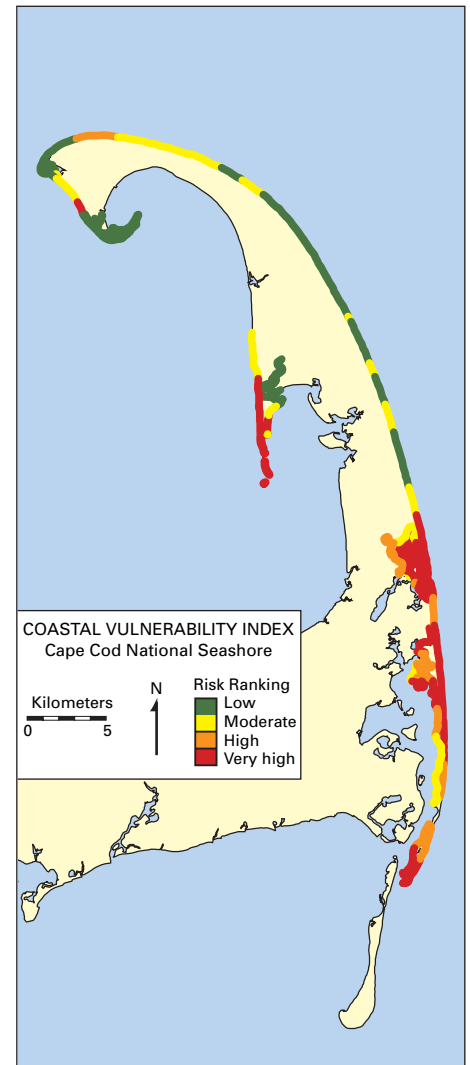 COASTAL VULNERABILITY INDEX
Cape Cod National Seashore
Kilometers
0 5
N
Risk Ranking
Low
Moderate
High
Very high